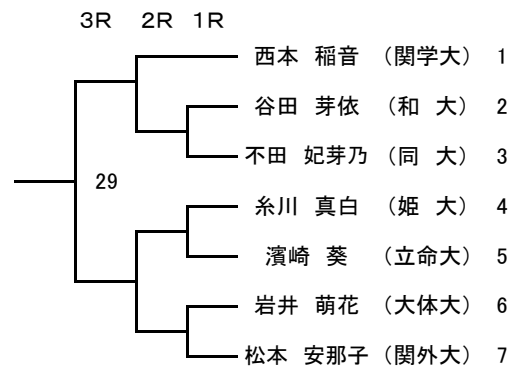 3R 2R 1R
西本 稲音 （関学大） 1
谷田 芽依 （和 大） 2
不田 妃芽乃 （同 大） 3
29
糸川 真白 （姫 大） 4
濱崎 葵 （立命大） 5
岩井 萌花 （大体大） 6
松本 安那子 （関外大） 7